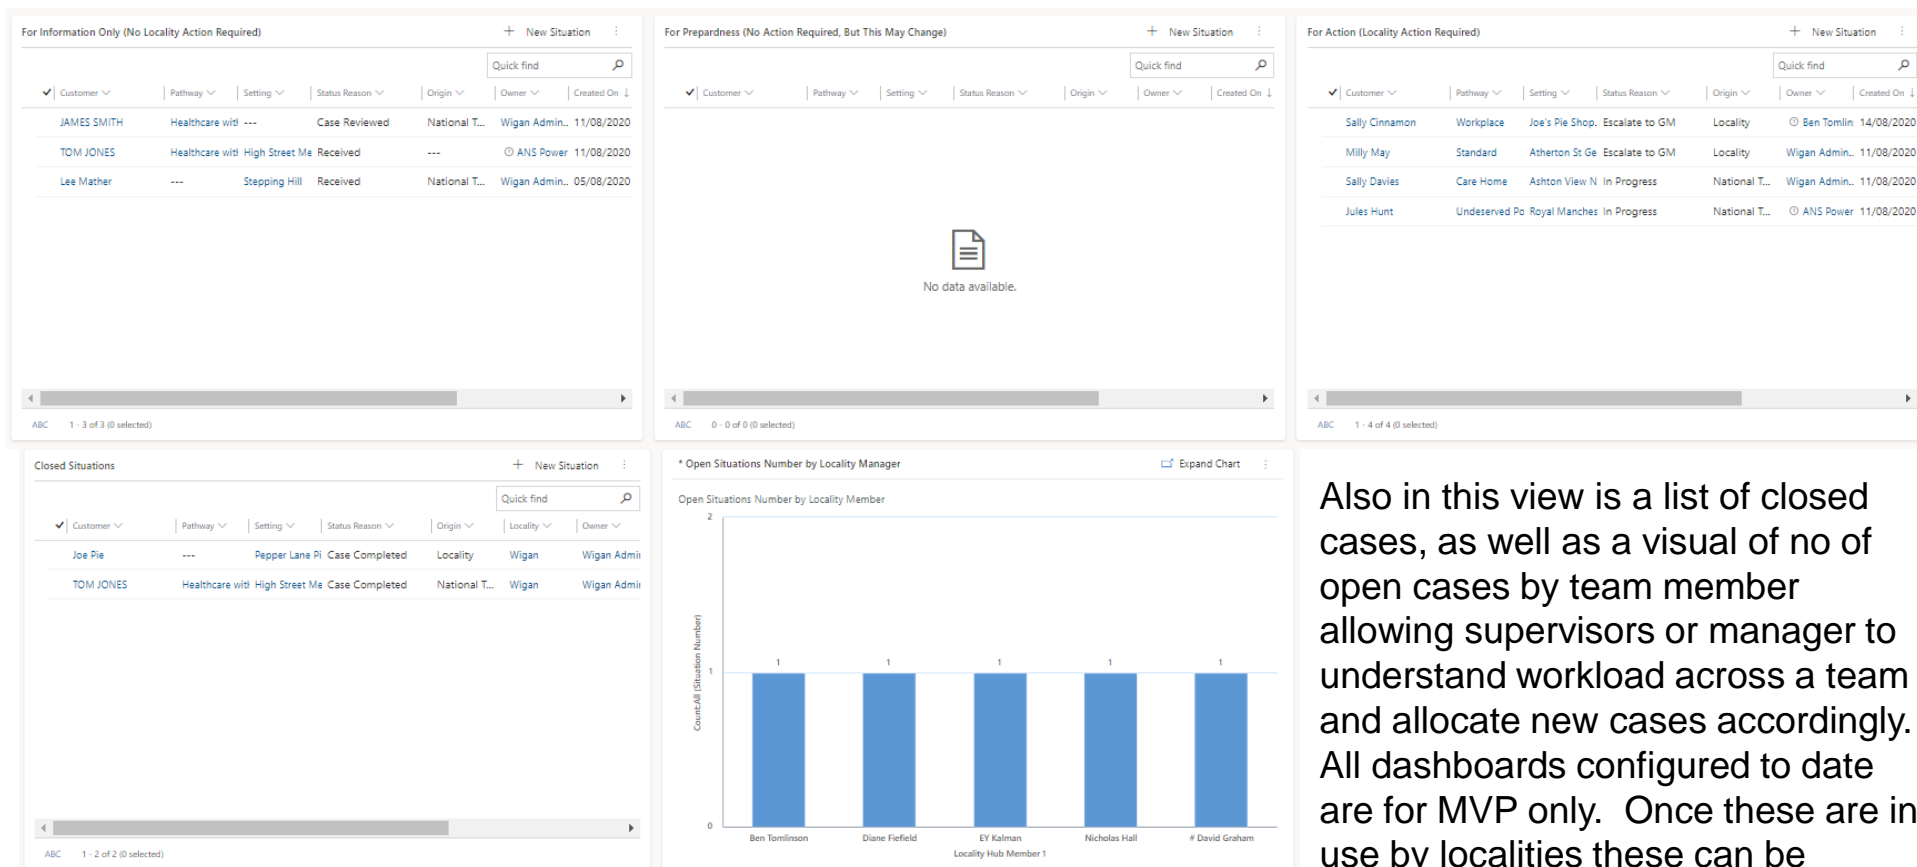 For Information Only (No Locality Action Required)
+ New Situation
Quick find
Customer Pathway Setting Status Reason Origin Owner Created On ↓
JAMES SMITH Healthcare with --- Case Reviewed National T... Wigan Admin... 11/08/2020
TOM JONES Healthcare with High Street Me Received --- ANS Power 11/08/2020
Lee Mather --- Stepping Hill Received National T... Wigan Admin... 05/08/2020
ABC 1 - 3 of 3 (0 selected)
For Prepardness (No Action Required, But This May Change)
+ New Situation
Quick find
Customer Pathway Setting Status Reason Origin Owner Created On ↓
No data available.
ABC 0 - 0 of 0 (0 selected)
For Action (Locality Action Required)
+ New Situation
Quick find
Customer Pathway Setting Status Reason Origin Owner Created On ↓
Sally Cinnamon Workplace Joe's Pie Shop. Escalate to GM Locality Ben Tomlin 14/08/2020
Milly May Standard Atherton St Ge Escalate to GM Locality Wigan Admin... 11/08/2020
Sally Davies Care Home Ashton View N In Progress National T... Wigan Admin... 11/08/2020
Jules Hunt Undeserved Po Royal Manches In Progress National T... ANS Power 11/08/2020
ABC 1 - 4 of 4 (0 selected)
Closed Situations
+ New Situation
Quick find
Customer Pathway Setting Status Reason Origin Locality Owner
Joe Pie --- Pepper Lane Pi Case Completed Locality Wigan Wigan Admi
TOM JONES Healthcare with High Street Me Case Completed National T... Wigan Wigan Admi
ABC 1 - 2 of 2 (0 selected)
* Open Situations Number by Locality Manager
Expand Chart
Open Situations Number by Locality Member
2
1
0
Count:All (Situation Number)
1 1 1 1 1
Ben Tomlinson Diane Fiefield EY Kalman Nicholas Hall # David Graham
Locality Hub Member 1
Also in this view is a list of closed
cases, as well as a visual of no of
open cases by team member
allowing supervisors or manager to
understand workload across a team
and allocate new cases accordingly.
All dashboards configured to date
are for MVP only. Once these are in
use by localities these can be